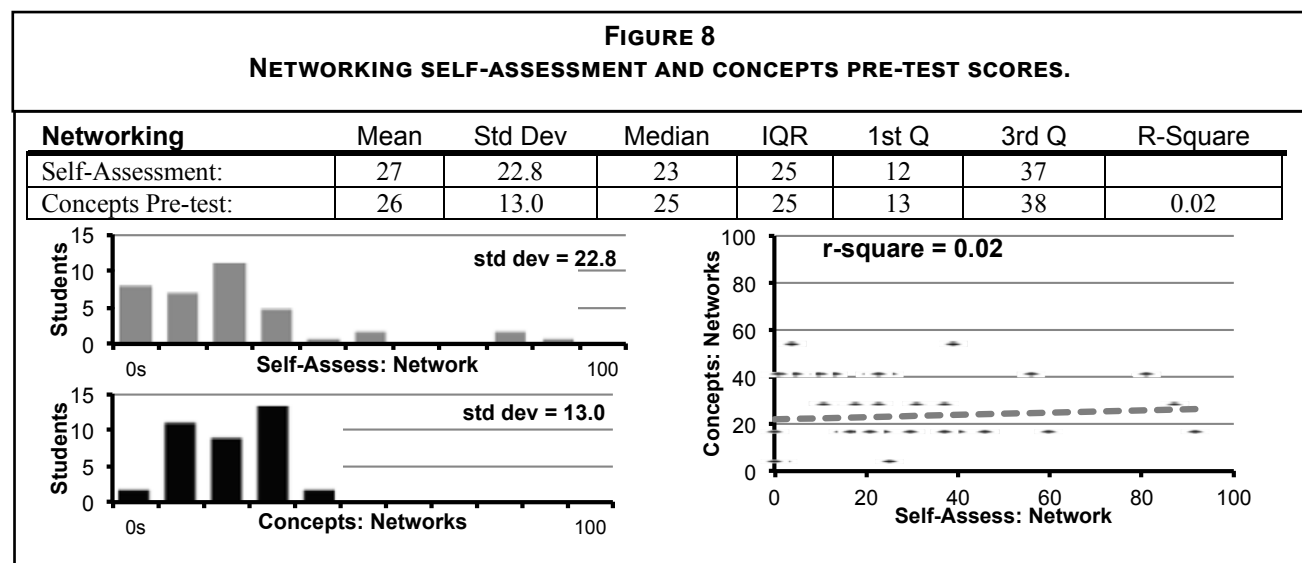 FIGURE 8
NETWORKING SELF-ASSESSMENT AND CONCEPTS PRE-TEST SCORES.
Networking Mean Std Dev Median IQR 1st Q 3rd Q R-Square
Self-Assessment: 27 22.8 23 25 12 37
Concepts Pre-test: 26 13.0 25 25 13 38 0.02
15
10
5
0
Students
std dev = 22.8
0s
Self-Assess: Network
100
15
10
5
0
Students
std dev = 13.0
0s
Concepts: Networks
100
100
80
60
40
20
0
Concepts: Networks
r-square = 0.02
0 20 40 60 80 100
Self-Assess: Network